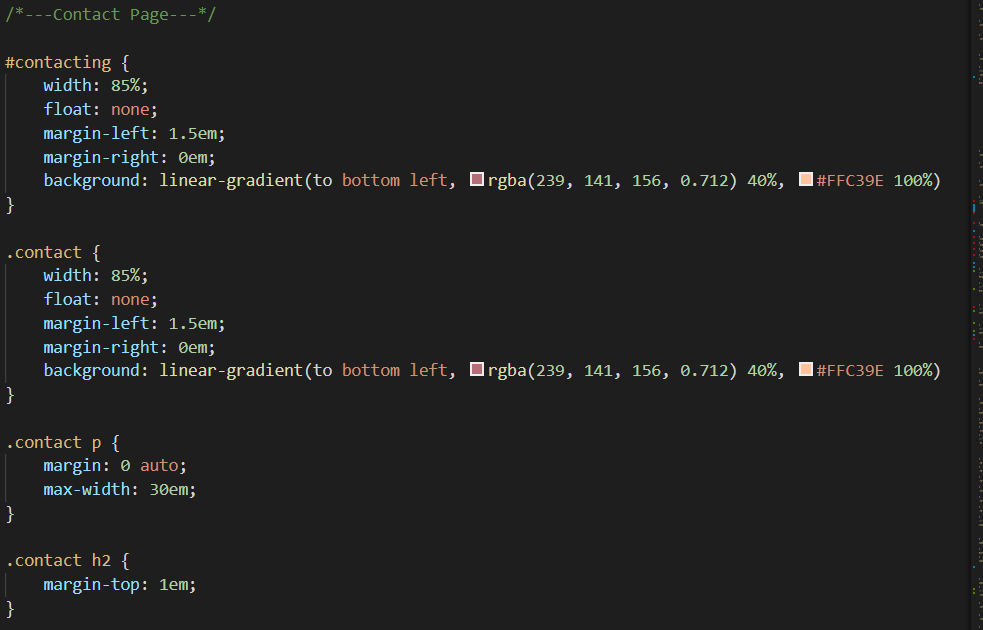 /*---Contact Page---*/
#contacting {
width: 85%;
float: none;
margin-left: 1.5em;
margin-right: 0em;
background: linear-gradient(to bottom left, rgba(239, 141, 156, 0.712) 40%, #FFC39E 100%)
}
.contact {
width: 85%;
float: none;
margin-left: 1.5em;
margin-right: 0em;
background: linear-gradient(to bottom left, rgba(239, 141, 156, 0.712) 40%, #FFC39E 100%)
}
.contact p {
margin: 0 auto;
max-width: 30em;
}
.contact h2 {
margin-top: 1em;
}